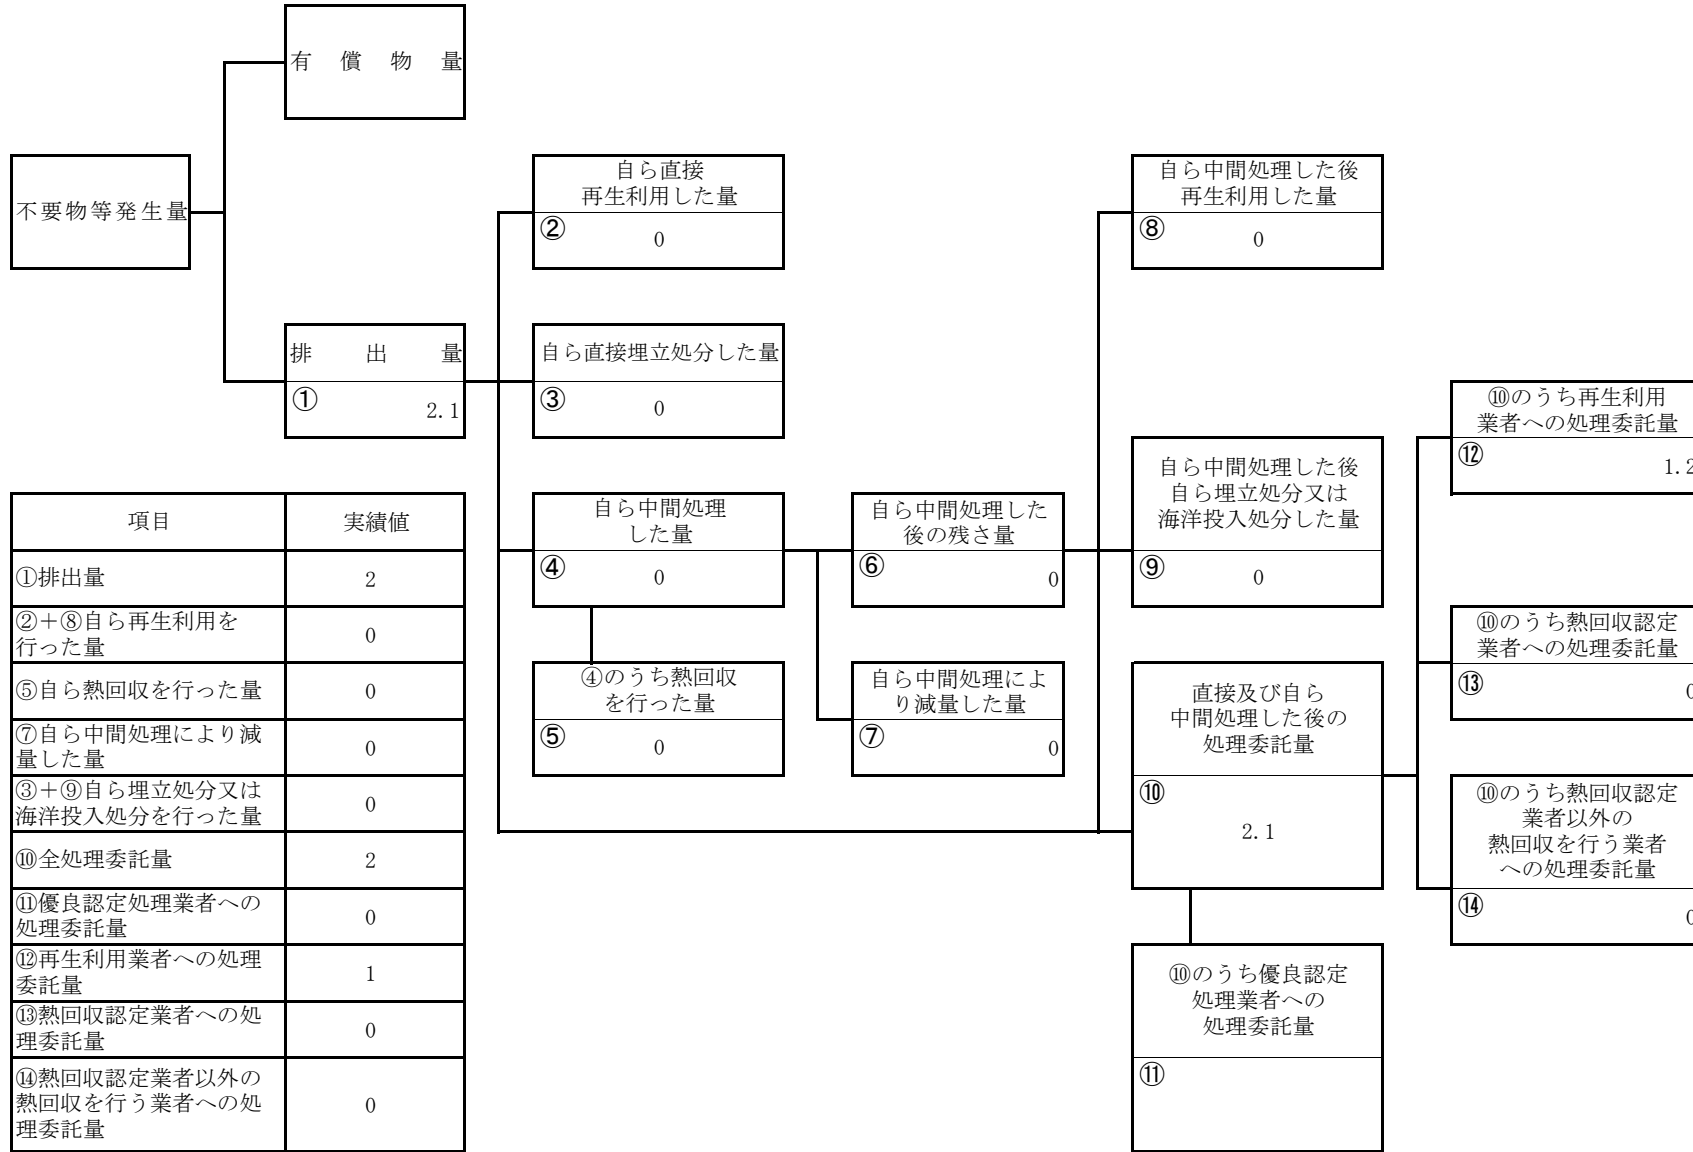 有償物量
不要物等発生量
排出量
①
2.1
自ら直接
再生利用した量
②
0
自ら直接埋立処分した量
③
0
自ら中間処理
した量
④
0
④のうち熱回収
を行った量
⑤
0
自ら中間処理した
後の残さ量
⑥
0
自ら中間処理によ
り減量した量
⑦
0
自ら中間処理した後
再生利用した量
⑧
0
自ら中間処理した後
自ら埋立処分又は
海洋投入処分した量
⑨
0
直接及び自ら
中間処理した後の
処理委託量
⑩
2.1
⑩のうち優良認定
処理業者への
処理委託量
⑪
⑩のうち再生利用
業者への処理委託量
⑫
1.2
⑩のうち熱回収認定
業者への処理委託量
⑬
0
⑩のうち熱回収認定
業者以外の
熱回収を行う業者
への処理委託量
⑭
0
項目 実績値
①排出量 2
②＋⑧自ら再生利用を
行った量 0
⑤自ら熱回収を行った量 0
⑦自ら中間処理により減
量した量 0
③＋⑨自ら埋立処分又は
海洋投入処分を行った量 0
⑩全処理委託量 2
⑪優良認定処理業者への
処理委託量 0
⑫再生利用業者への処理
委託量 1
⑬熱回収認定業者への処
理委託量 0
⑭熱回収認定業者以外の
熱回収を行う業者への処
理委託量 0